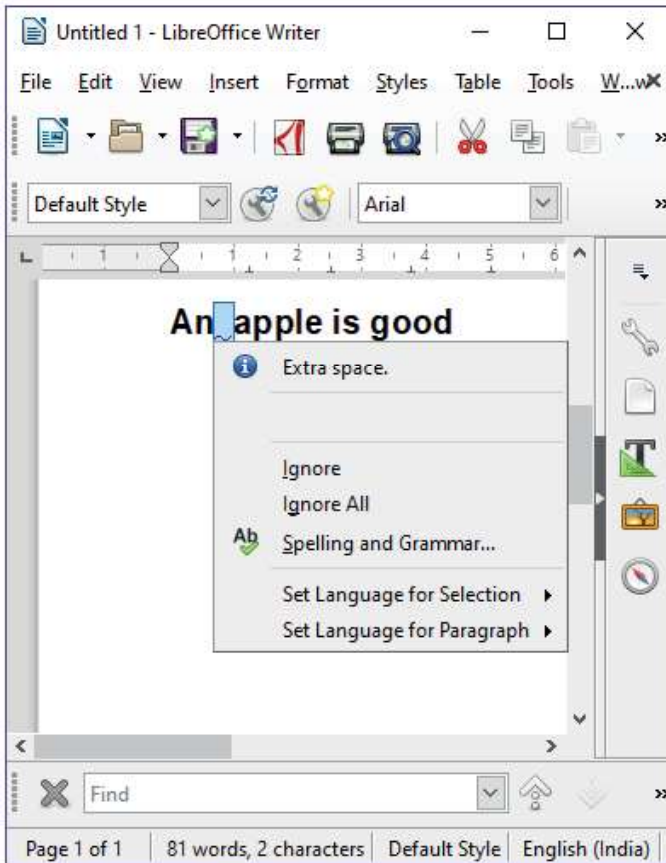 Untitled 1 - LibreOffice Writer
File Edit View Insert Format Styles Table Tools W...w
Default Style Arial
1 1 2 3 4 5 6
An  apple is good
Extra space.
Ignore
Ignore All
Spelling and Grammar...
Set Language for Selection
Set Language for Paragraph
Find
Page 1 of 1 81 words, 2 characters Default Style English (India)